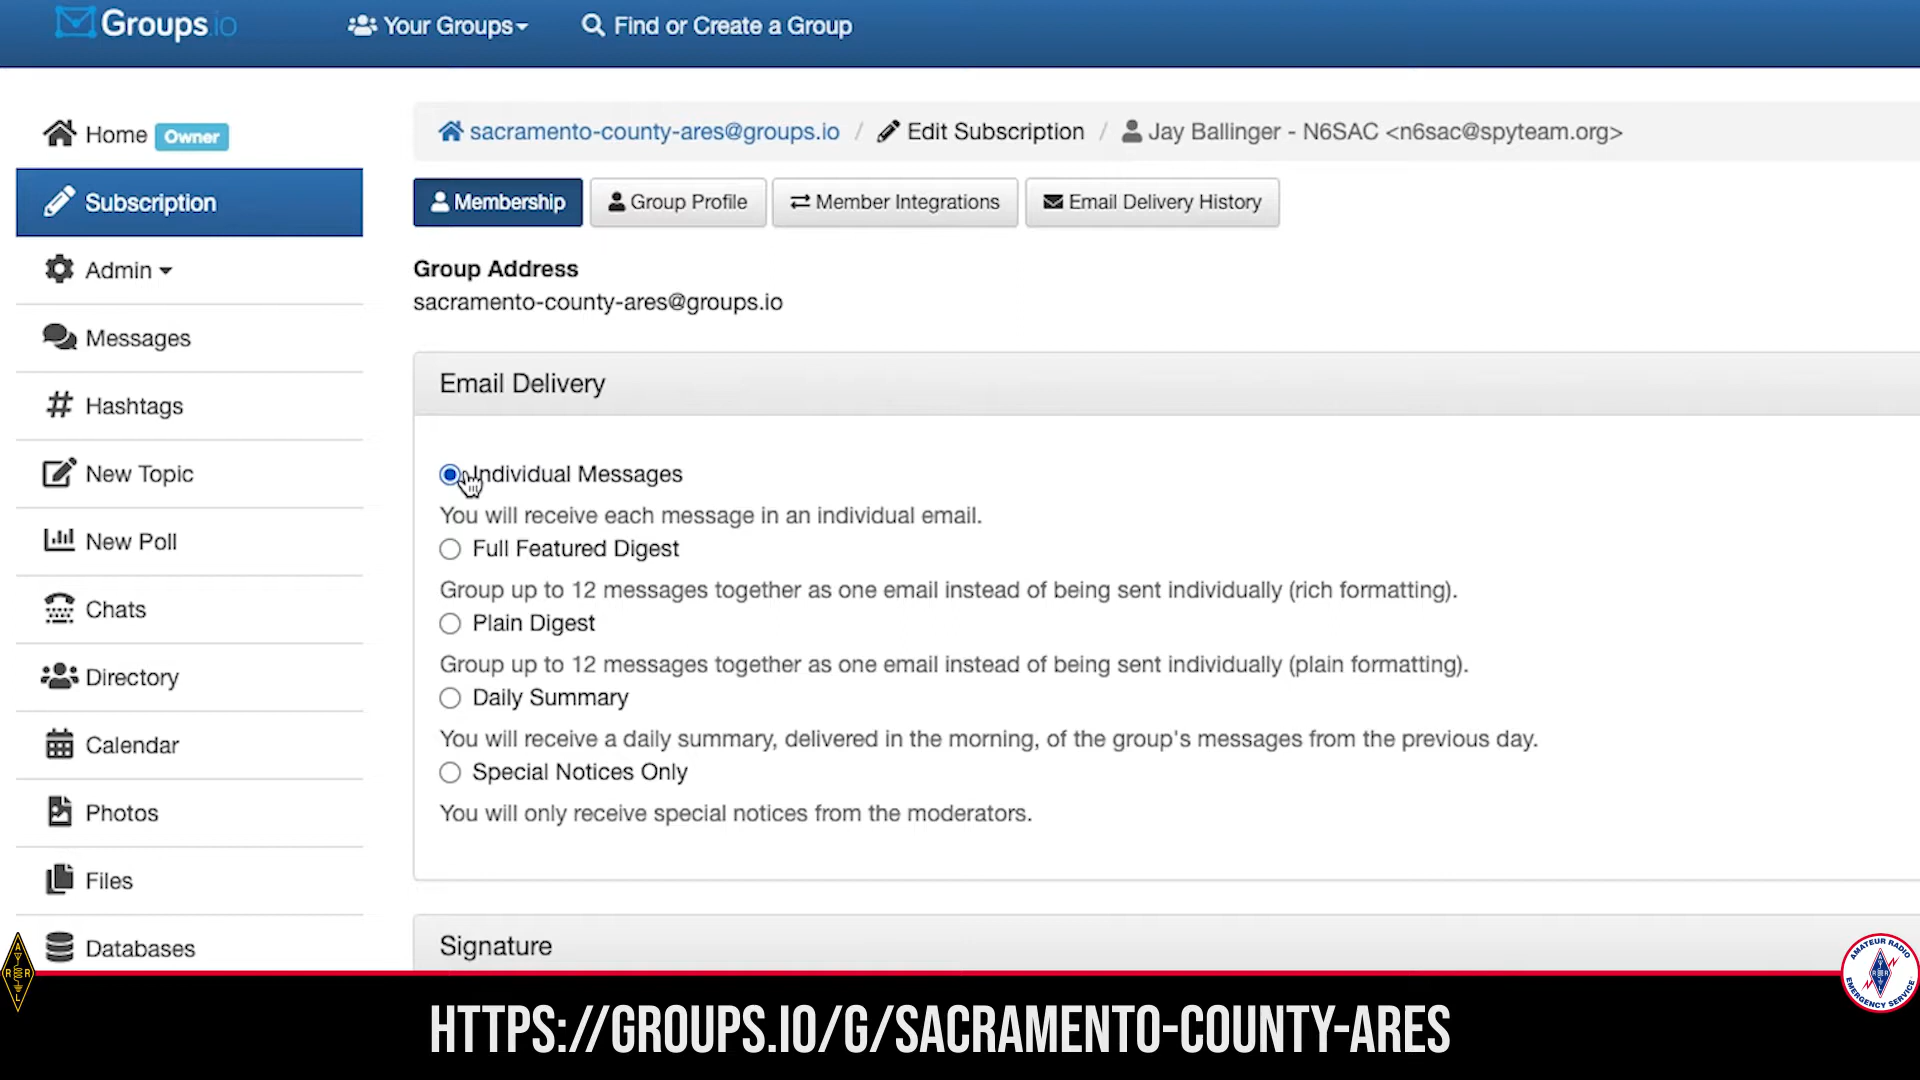 Groups.io
Your Groups
Find or Create a Group
Home Owner
Subscription
Admin
Messages
Hashtags
New Topic
New Poll
Chats
Directory
Calendar
Photos
Files
Databases
sacramento-county-ares@groups.io / Edit Subscription / Jay Ballinger - N6SAC <n6sac@spyteam.org>
Membership
Group Profile
Member Integrations
Email Delivery History
Group Address
sacramento-county-ares@groups.io
Email Delivery
Individual Messages
You will receive each message in an individual email.
Full Featured Digest
Group up to 12 messages together as one email instead of being sent individually (rich formatting).
Plain Digest
Group up to 12 messages together as one email instead of being sent individually (plain formatting).
Daily Summary
You will receive a daily summary, delivered in the morning, of the group's messages from the previous day.
Special Notices Only
You will only receive special notices from the moderators.
Signature
A
R R
L
AMATEUR RADIO
EMERGENCY SERVICE
HTTPS://GROUPS.IO/G/SACRAMENTO-COUNTY-ARES